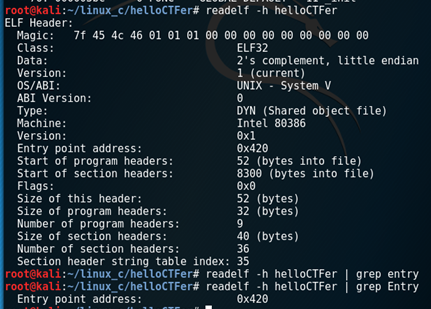 root@kali:~/linux_c/helloCTFer# readelf -h helloCTFer
ELF Header:
  Magic:   7f 45 4c 46 01 01 01 00 00 00 00 00 00 00 00 00
  Class:                             ELF32
  Data:                              2's complement, little endian
  Version:                           1 (current)
  OS/ABI:                            UNIX - System V
  ABI Version:                       0
  Type:                              DYN (Shared object file)
  Machine:                           Intel 80386
  Version:                           0x1
  Entry point address:               0x420
  Start of program headers:          52 (bytes into file)
  Start of section headers:          8300 (bytes into file)
  Flags:                             0x0
  Size of this header:               52 (bytes)
  Size of program headers:           32 (bytes)
  Number of program headers:         9
  Size of section headers:           40 (bytes)
  Number of section headers:         36
  Section header string table index: 35
root@kali:~/linux_c/helloCTFer# readelf -h helloCTFer | grep entry
root@kali:~/linux_c/helloCTFer# readelf -h helloCTFer | grep Entry
  Entry point address:               0x420